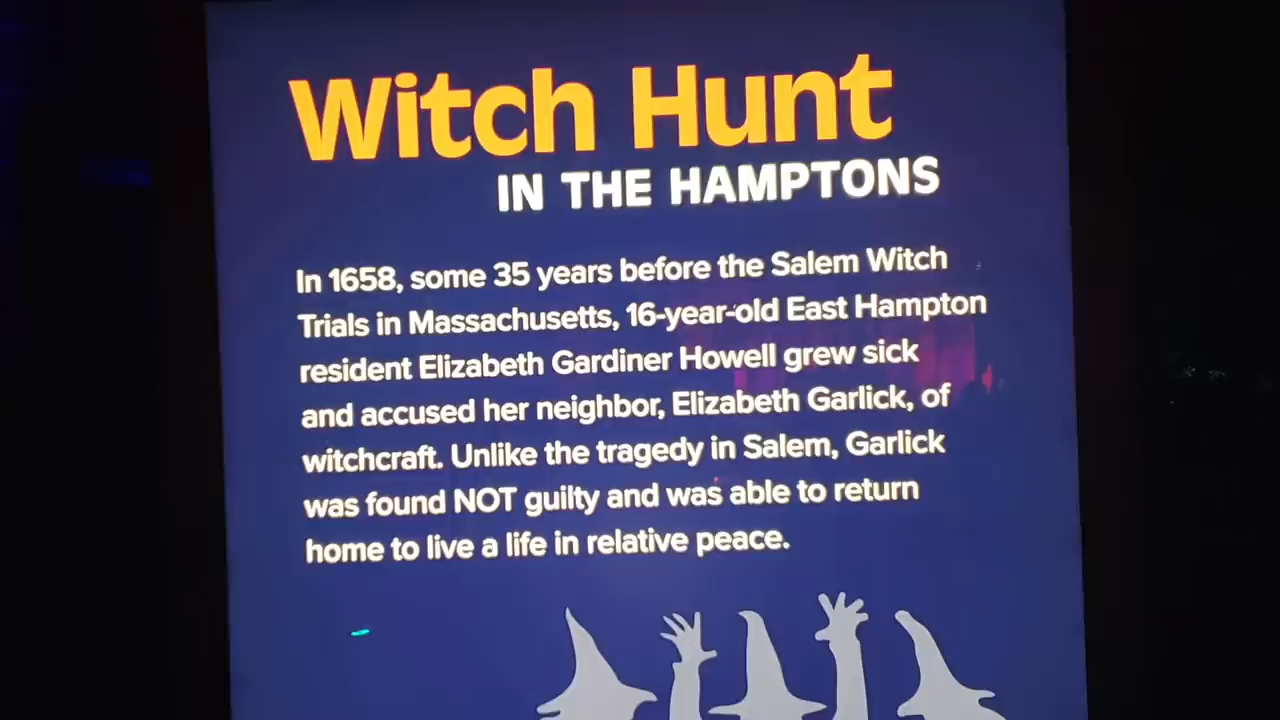 Witch Hunt
IN THE HAMPTONS
In 1658, some 35 years before the Salem Witch
Trials in Massachusetts, 16-year-old East Hampton
resident Elizabeth Gardiner Howell grew sick
and accused her neighbor, Elizabeth Garlick, of
witchcraft. Unlike the tragedy in Salem, Garlick
was found NOT guilty and was able to return
home to live a life in relative peace.